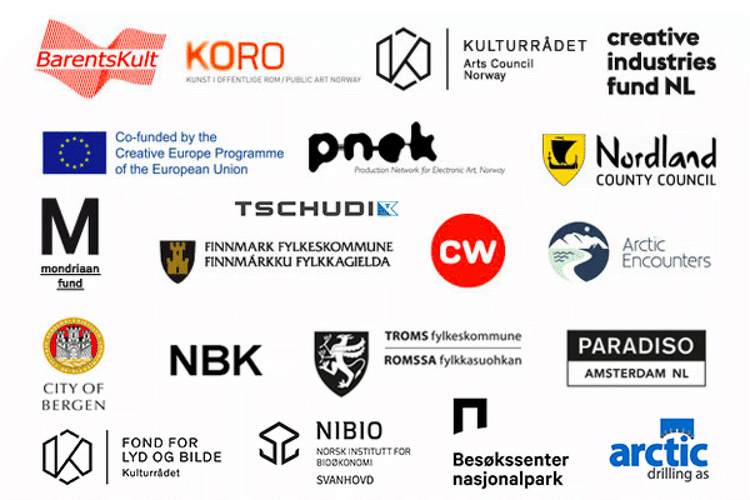 BarentsKult
KORO
KUNST I OFFENTLIGE ROM / PUBLIC ART NORWAY
KULTURRÅDET
Arts Council
Norway
creative
industries
fund NL
Co-funded by the
Creative Europe Programme
of the European Union
pnek
Production Network for Electronic Art, Norway
Nordland
COUNTY COUNCIL
M
mondriaan
fund
TSCHUDI
FINNMARK FYLKESKOMMUNE
FINNMÁRKKU FYLKKAGIELDA
CW
Arctic
Encounters
CITY OF
BERGEN
NBK
TROMS fylkeskommune
ROMSSA fylkkasuohkan
PARADISO
AMSTERDAM NL
FOND FOR
LYD OG BILDE
Kulturrådet
NIBIO
NORSK INSTITUTT FOR
BIOØKONOMI
SVANHOVD
Besøkssenter
nasjonalpark
arctic
drilling as